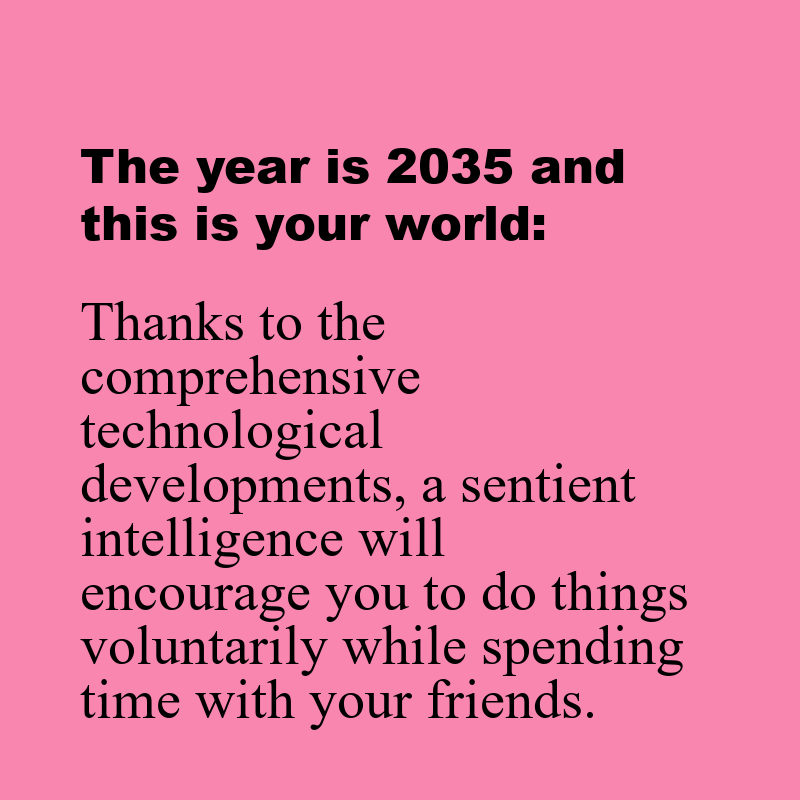 The year is 2035 and
this is your world:
Thanks to the
comprehensive
technological
developments, a sentient
intelligence will
encourage you to do things
voluntarily while spending
time with your friends.